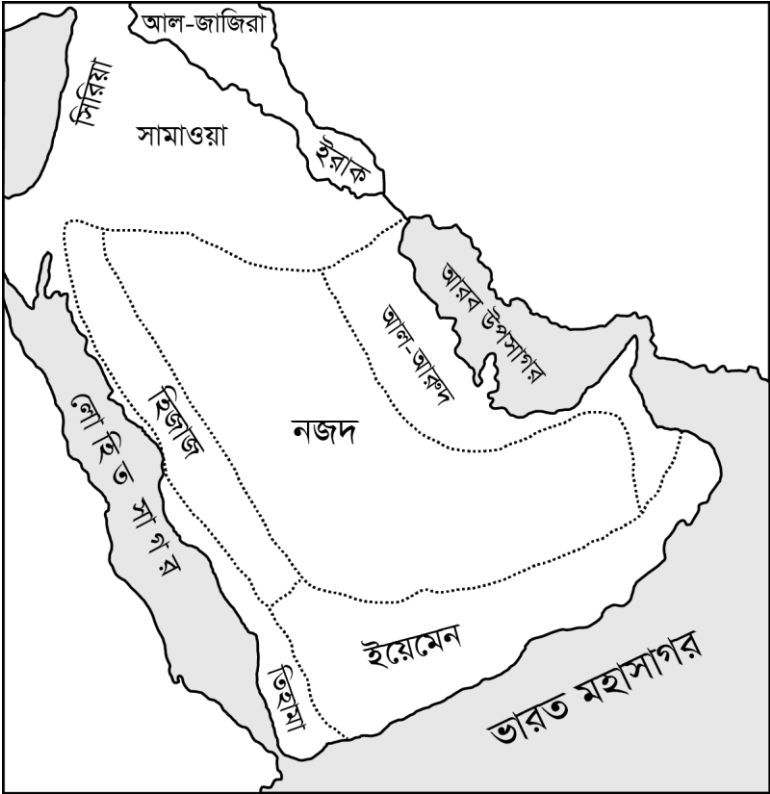 আল-জাজিরা
সিরিয়া
সামাওয়া
ইরাক
আরব উপসাগর
আল-আরুদ
হিজাজ
নজদ
লোহিত সাগর
ইয়েমেন
তিহামা
ভারত মহাসাগর